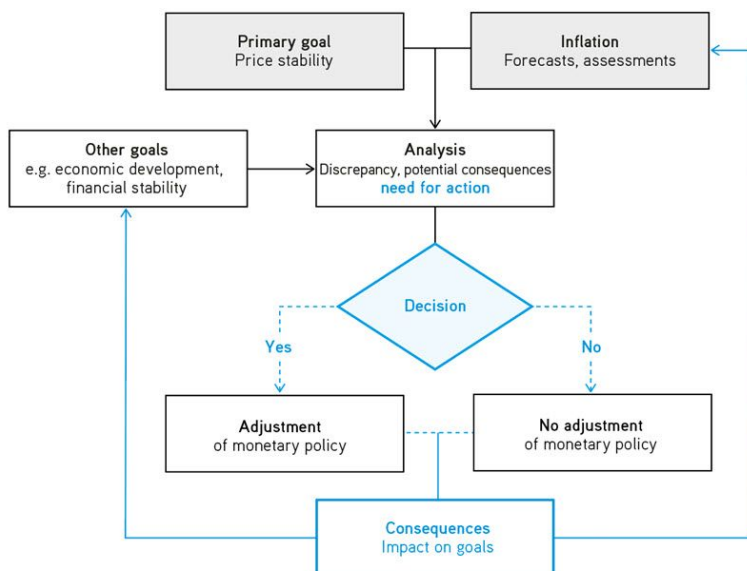 Primary goal
Price stability
Inflation
Forecasts, assessments
Other goals
e.g. economic development,
financial stability
Analysis
Discrepancy, potential consequences
need for action
Decision
Yes
No
Adjustment
of monetary policy
No adjustment
of monetary policy
Consequences
Impact on goals